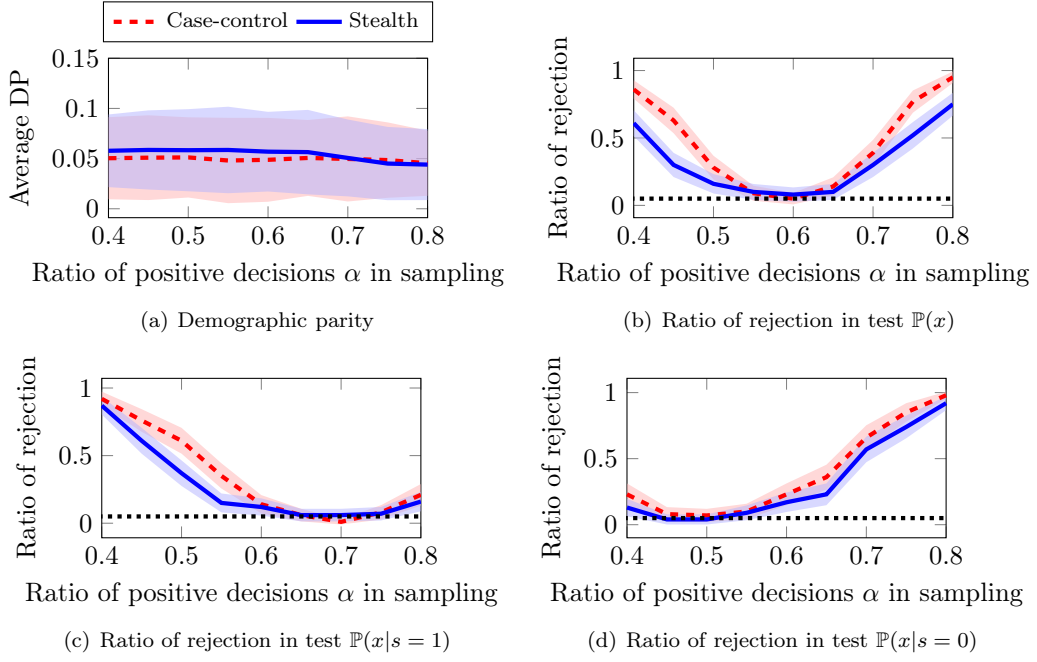 Case-control Stealth
Average DP
0.15
0.1
0.05
0
0.4 0.5 0.6 0.7 0.8
Ratio of positive decisions α in sampling
(a) Demographic parity
Ratio of rejection
1
0.5
0
0.4 0.5 0.6 0.7 0.8
Ratio of positive decisions α in sampling
(b) Ratio of rejection in test ℙ(x)
Ratio of rejection
1
0.5
0
0.4 0.5 0.6 0.7 0.8
Ratio of positive decisions α in sampling
(c) Ratio of rejection in test ℙ(x|s = 1)
Ratio of rejection
1
0.5
0
0.4 0.5 0.6 0.7 0.8
Ratio of positive decisions α in sampling
(d) Ratio of rejection in test ℙ(x|s = 0)